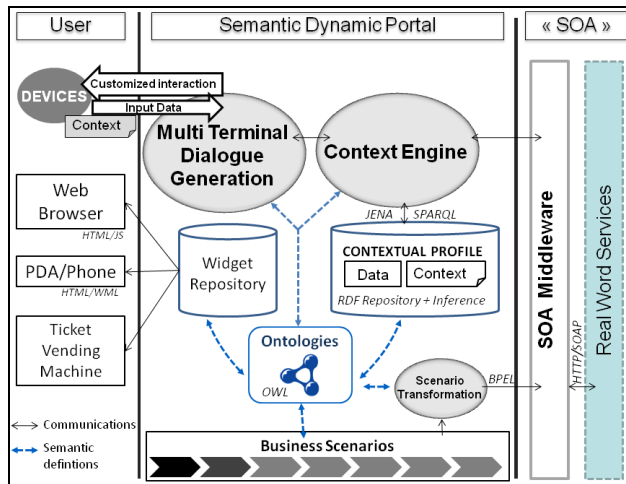 User
Semantic Dynamic Portal
« SOA »
Customized interaction
DEVICES
Input Data
Context
Multi Terminal
Dialogue
Generation
Context Engine
JENA
SPARQL
Web
Browser
HTML/JS
PDA/Phone
HTML/WML
Ticket
Vending
Machine
Widget
Repository
CONTEXTUAL PROFILE
Data
Context
RDF Repository + Inference
Ontologies
OWL
Scenario
Transformation
BPEL
SOA Middleware
HTTP/SOAP
Real Word Services
Communications
Semantic
defintions
Business Scenarios